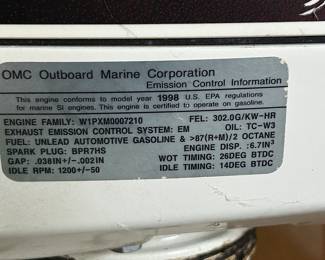 OMC Outboard Marine Corporation
Emission Control Information
This engine conforms to model year 1998 U.S. EPA regulations
for marine SI engines. This engine is certified to operate on gasoline.
ENGINE FAMILY: W1PXM0007210 FEL: 302.0G/KW-HR
EXHAUST EMISSION CONTROL SYSTEM: EM OIL: TC-W3
FUEL: UNLEAD AUTOMOTIVE GASOLINE & >87(R+M)/2 OCTANE
SPARK PLUG: BPR7HS ENGINE DISP. :6.7IN³
GAP: .038IN+/-.002IN WOT TIMING: 26DEG BTDC
IDLE RPM: 1200+/-50 IDLE TIMING: 14DEG BTDC